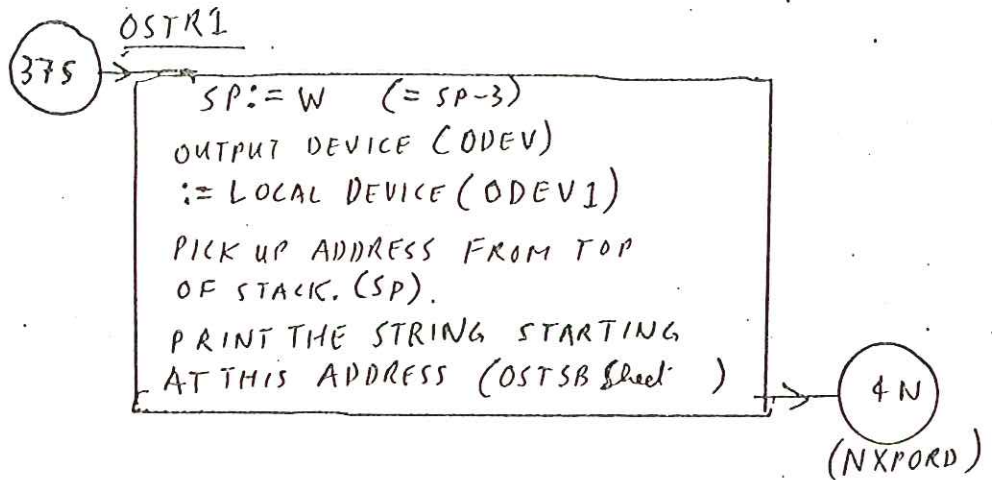 OSTR1
375
SP:= W (= SP-3)
OUTPUT DEVICE (ODEV)
:= LOCAL DEVICE (ODEV1)
PICK UP ADDRESS FROM TOP
OF STACK. (SP).
PRINT THE STRING STARTING
AT THIS ADDRESS (OSTSB Sheet )
4N
(NXPORD)